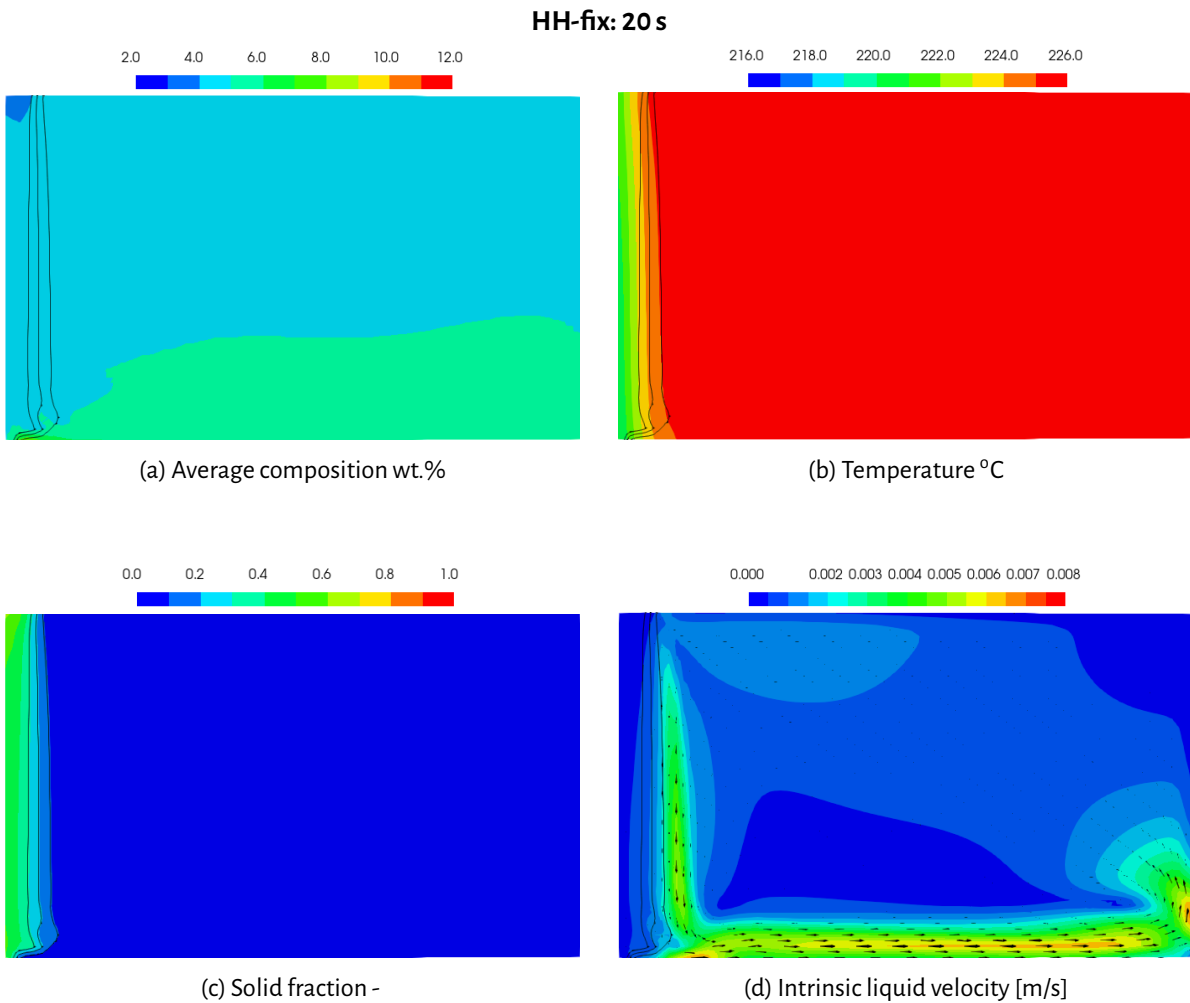 HH-fix: 20 s
2.0 4.0 6.0 8.0 10.0 12.0
216.0 218.0 220.0 222.0 224.0 226.0
(a) Average composition wt.%
(b) Temperature ⁰C
0.0 0.2 0.4 0.6 0.8 1.0
0.000 0.002 0.003 0.004 0.005 0.006 0.007 0.008
(c) Solid fraction -
(d) Intrinsic liquid velocity [m/s]